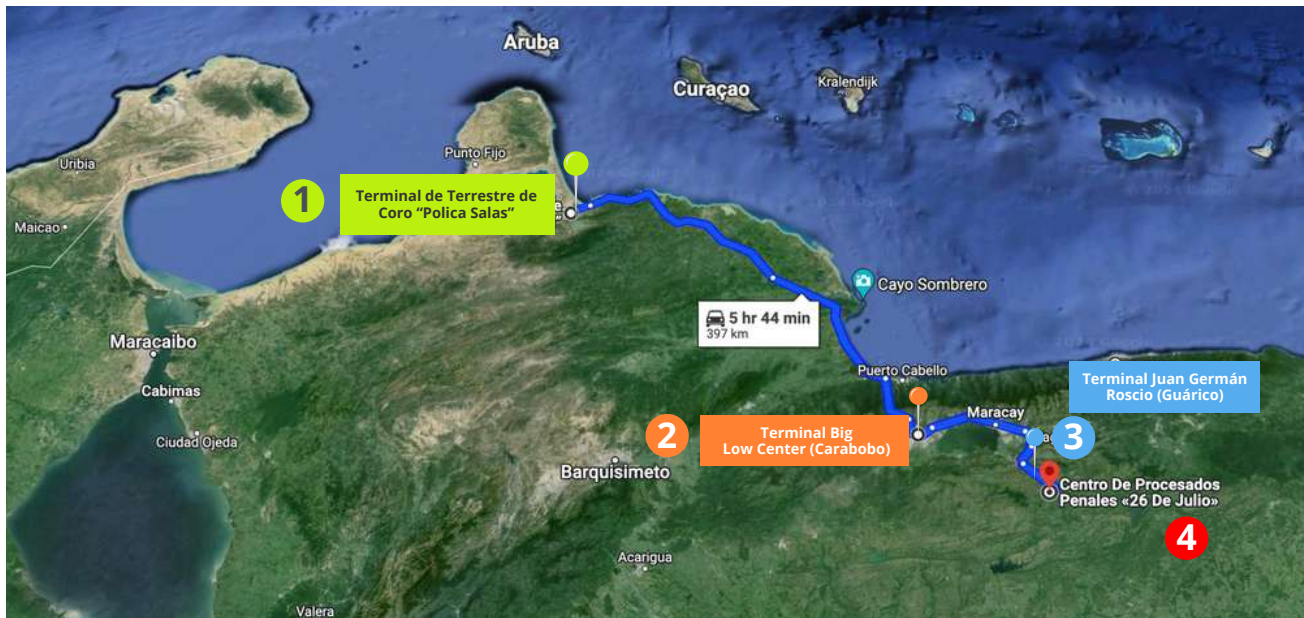 Aruba
Curaçao
Kralendijk
Punto Fijo
Uribia
1
Terminal de Terrestre de
Coro “Polica Salas”
Maicao
Cayo Sombrero
5 hr 44 min
397 km
Maracaibo
Puerto Cabello
Cabimas
Terminal Juan Germán
Roscio (Guárico)
Maracay
2
Terminal Big
Low Center (Carabobo)
3
Ciudad Ojeda
Barquisimeto
Centro De Procesados
Penales «26 De Julio»
4
Acarigua
Valera